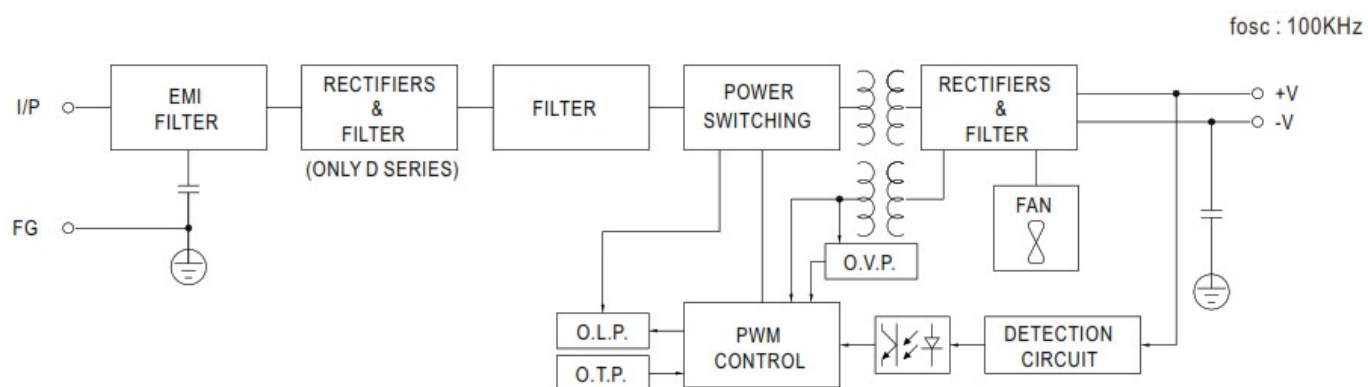 fosc : 100KHz
I/P
EMI
FILTER
RECTIFIERS
&
FILTER
(ONLY D SERIES)
FILTER
POWER
SWITCHING
RECTIFIERS
&
FILTER
+V
-V
FG
FAN
O.V.P.
O.L.P.
O.T.P.
PWM
CONTROL
DETECTION
CIRCUIT